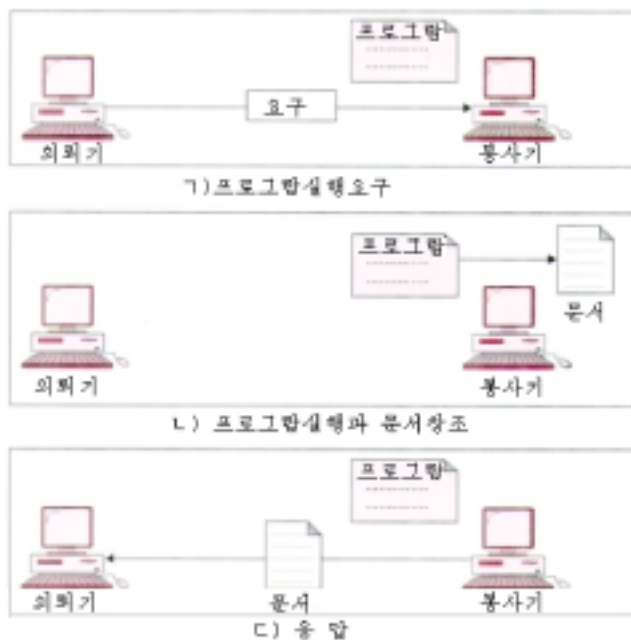 프로그람
요구
의뢰기 봉사기
ㄱ)프로그람실행요구
프로그람
문서
의뢰기 봉사기
ㄴ) 프로그람실행과 문서창조
프로그람
의뢰기 문서 봉사기
ㄷ) 응답